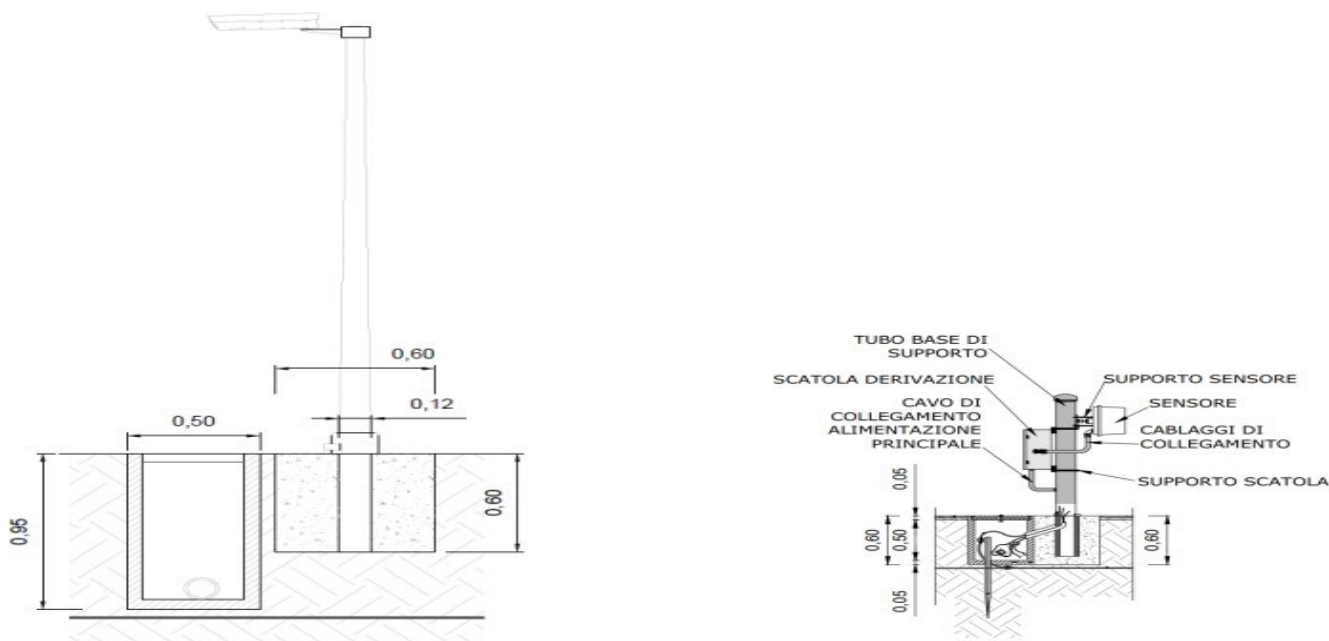 0,60
0,12
0,50
0,95
0,60
TUBO BASE DI
SUPPORTO
SCATOLA DERIVAZIONE
CAVO DI
COLLEGAMENTO
ALIMENTAZIONE
PRINCIPALE
SUPPORTO SENSORE
SENSORE
CABLAGGI DI
COLLEGAMENTO
SUPPORTO SCATOLA
0,05
0,60
0,50
0,60
0,05